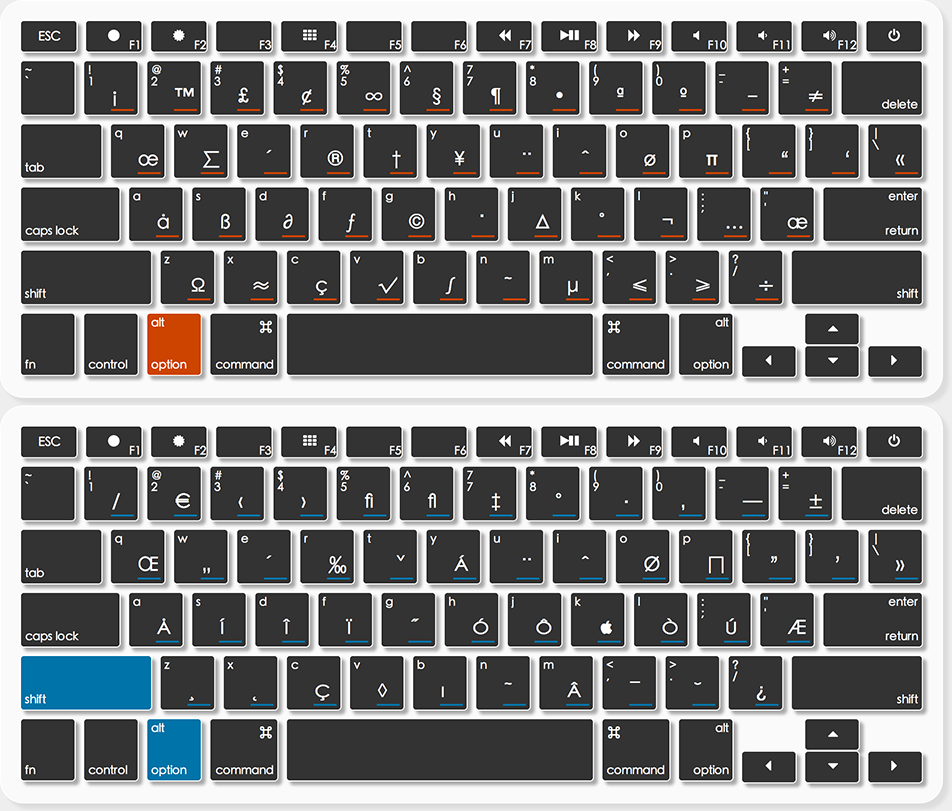 ESC F1 F2 F3 F4 F5 F6 F7 F8 F9 F10 F11 F12
~ ! @ # $ % ^ 7 * ( ) – +
` 1 ¡ 2 ™ 3 £ 4 ¢ 5 ∞ 6 § 7 ¶ 8 • 9 ª 0 º - – = ≠ delete
tab q œ w ∑ e ´ r ® t † y ¥ u ¨ i ˆ o ø p π { [ “ } ] ‘ | \ «
caps lock a å s ß d ∂ f ƒ g © h ˙ j ∆ k ° l ¬ : ; … " ' æ enter return
shift z Ω x ≈ c ç v √ b ∫ n ˜ m µ < , ≤ > . ≥ ? / ÷ shift
fn control alt option ⌘ command ⌘ command alt option
ESC F1 F2 F3 F4 F5 F6 F7 F8 F9 F10 F11 F12
~ ! @ # $ % ^ 7 * ( ) – +
` 1 / 2 € 3 ‹ 4 › 5 ﬁ 6 ﬂ 7 ‡ 8 ° 9 · 0 ‚ - — = ± delete
tab q Œ w „ e ´ r ‰ t ˇ y Á u ¨ i ˆ o Ø p ∏ { [ ” } ] ’ | \ »
caps lock a Å s Í d Î f Ï g ˝ h Ó j Ô k l Ò : ; Ú " ' Æ enter return
shift z ¸ x ˛ c Ç v ◊ b ı n ˜ m Â < , ¯ > . ˘ ? / ¿ shift
fn control alt option ⌘ command ⌘ command alt option